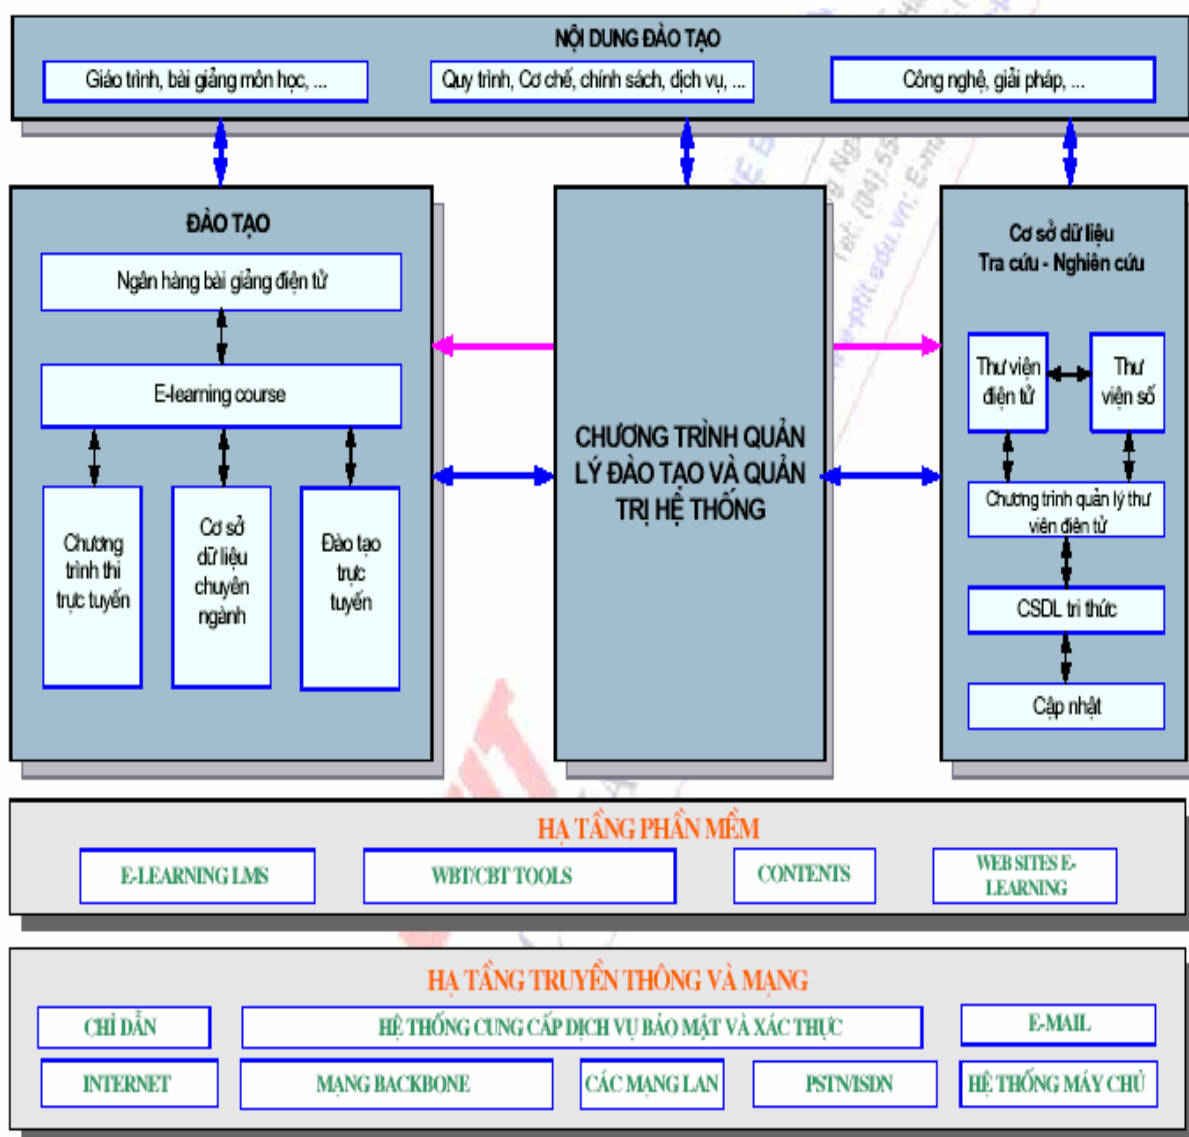 NỘI DUNG ĐÀO TẠO
Giáo trình, bài giảng môn học, ...
Quy trình, Cơ chế, chính sách, dịch vụ, ...
Công nghệ, giải pháp, ...
ĐÀO TẠO
Ngân hàng bài giảng điện tử
E-learning course
Chương
trình thi
trực tuyến
Cơ sở
dữ liệu
chuyên
ngành
Đào tạo
trực
tuyến
CHƯƠNG TRÌNH QUẢN
LÝ ĐÀO TẠO VÀ QUẢN
TRỊ HỆ THỐNG
Cơ sở dữ liệu
Tra cứu - Nghiên cứu
Thư viện
điện tử
Thư
viện số
Chương trình quản lý thư
viên điện tử
CSDL tri thức
Cập nhật
HẠ TẦNG PHẦN MỀM
E-LEARNING LMS
WBT/CBT TOOLS
CONTENTS
WEB SITES E-
LEARNING
HẠ TẦNG TRUYỀN THÔNG VÀ MẠNG
CHỈ DẪN
HỆ THỐNG CUNG CẤP DỊCH VỤ BẢO MẬT VÀ XÁC THỰC
E-MAIL
INTERNET
MẠNG BACKBONE
CÁC MẠNG LAN
PSTN/ISDN
HỆ THỐNG MÁY CHỦ